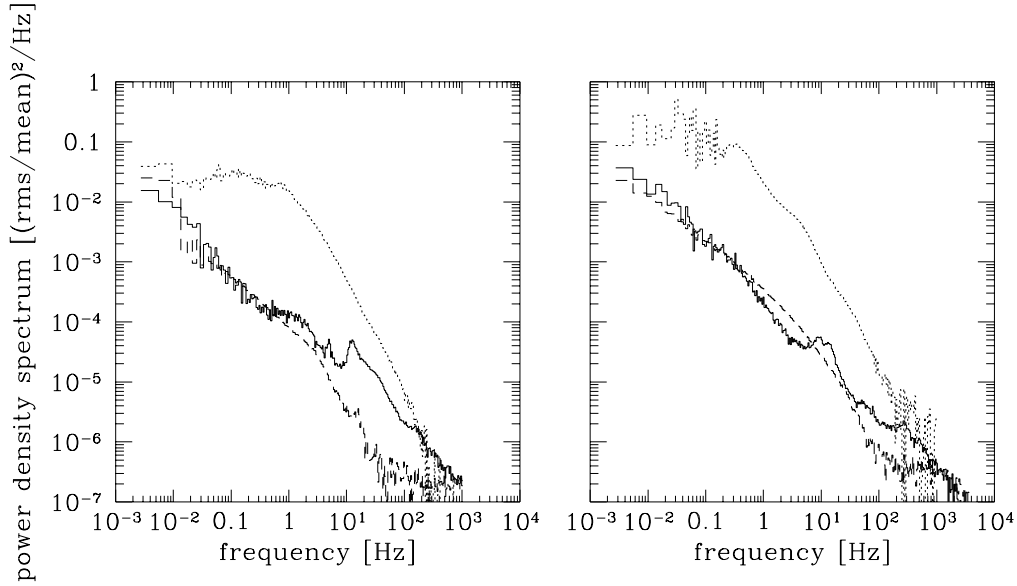 power density spectrum [(rms/mean)²/Hz]
1
0.1
10⁻²
10⁻³
10⁻⁴
10⁻⁵
10⁻⁶
10⁻⁷
10⁻³ 10⁻² 0.1 1 10¹ 10² 10³ 10⁴
frequency [Hz]
10⁻³ 10⁻² 0.1 1 10¹ 10² 10³ 10⁴
frequency [Hz]